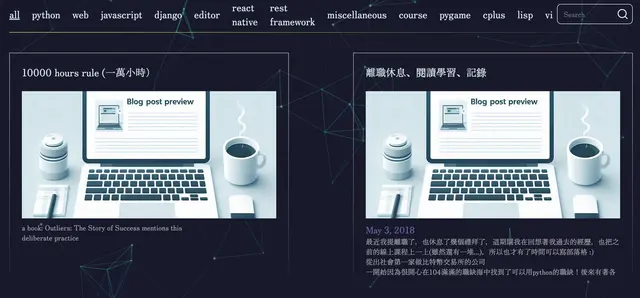 all python web javascript django editor react native rest framework miscellaneous course pygame cplus lisp vi Search
10000 hours rule (一萬小時)
Blog post preview
a book: Outliers: The Story of Success mentions this
deliberate practice
離職休息、閱讀學習、記錄
Blog post preview
May 3, 2018
最近我提離職了，也休息了幾個禮拜了，這期間我在回想著我過去的經歷，也把之
前的線上課程上一上(雖然還有一堆...)，所以也才有了時間可以寫部落格 :)
從出社會第一家做比特幣交易所的公司
一開始因為很開心在104滿滿的職缺海中找到了可以用python的職缺！後來有著各